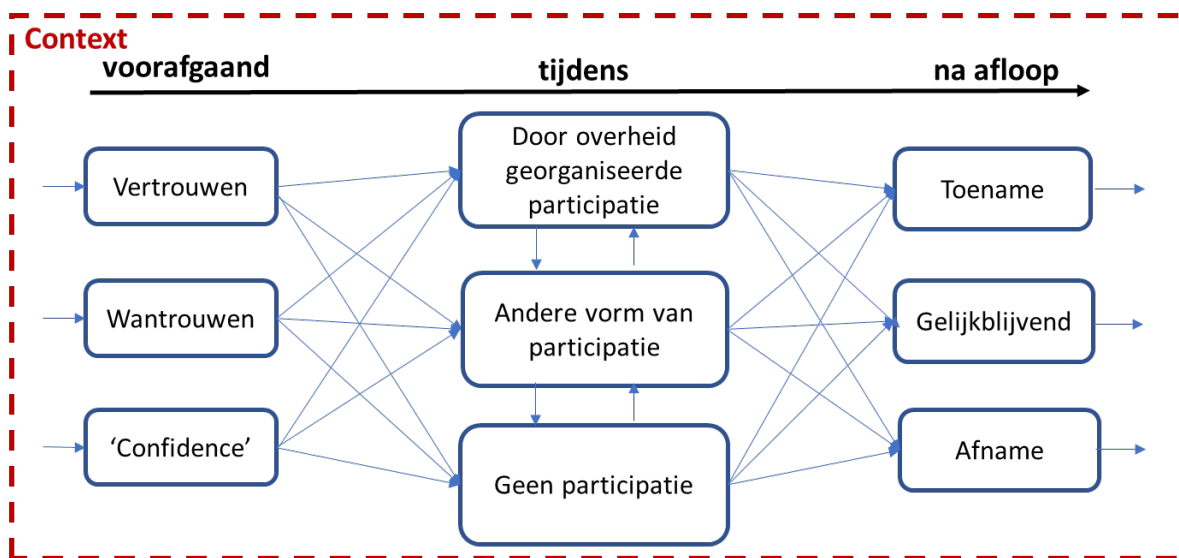 Context
voorafgaand
tijdens
na afloop
Vertrouwen
Wantrouwen
‘Confidence’
Door overheid
georganiseerde
participatie
Andere vorm van
participatie
Geen participatie
Toename
Gelijkblijvend
Afname